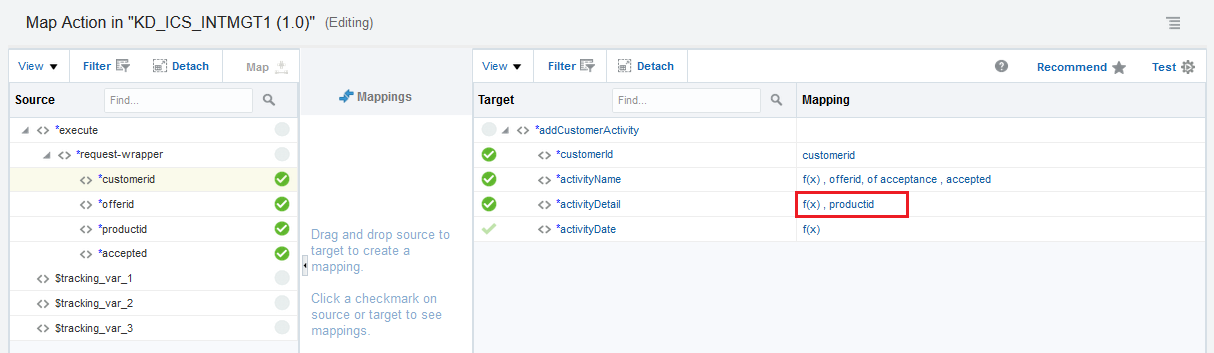 Map Action in "KD_ICS_INTMGT1 (1.0)" (Editing)
View Filter Detach Map
Source Find...
*execute
*request-wrapper
*customerid
*offerid
*productid
*accepted
$tracking_var_1
$tracking_var_2
$tracking_var_3
Mappings
Drag and drop source to
target to create a
mapping.
Click a checkmark on
source or target to see
mappings.
View Filter Detach ? Recommend Test
Target Find... Mapping
*addCustomerActivity
*customerId customerid
*activityName f(x) , offerid, of acceptance , accepted
*activityDetail f(x) , productid
*activityDate f(x)